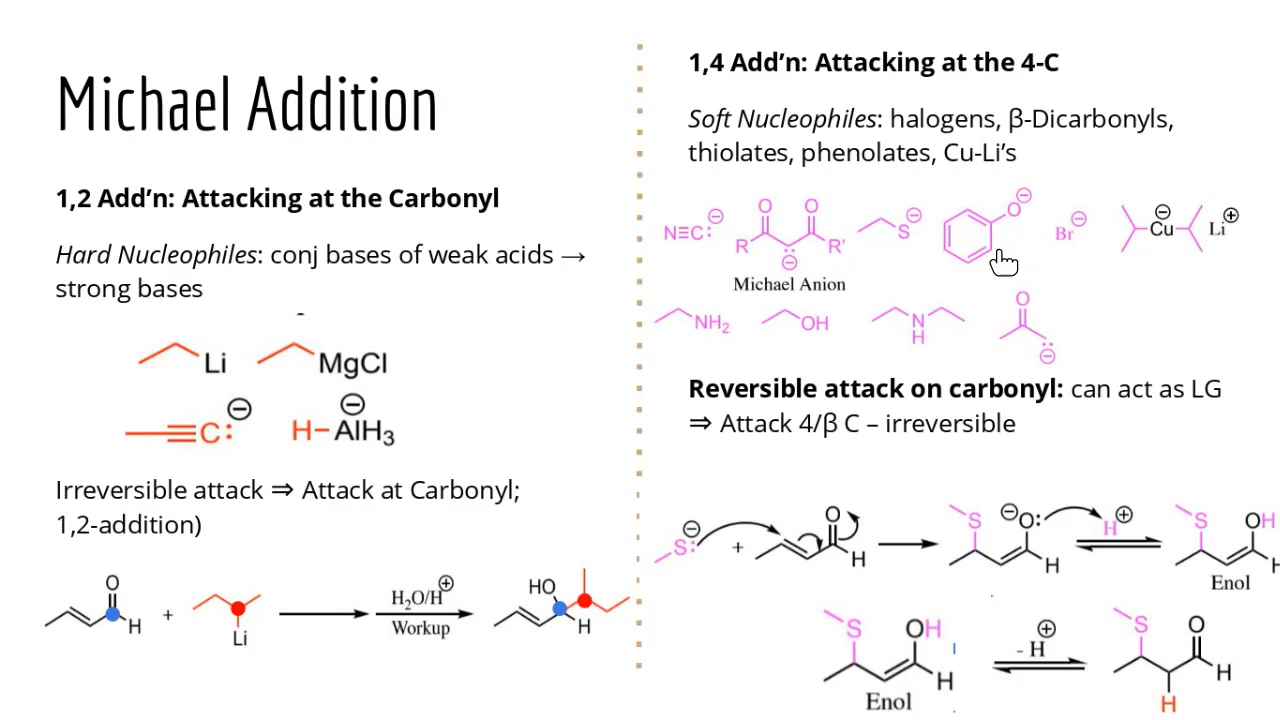 Michael Addition
1,2 Add’n: Attacking at the Carbonyl
Hard Nucleophiles: conj bases of weak acids →
strong bases
Li
MgCl
⊖
⊖
C:
H–AlH₃
Irreversible attack ⇒ Attack at Carbonyl;
1,2-addition)
O
H
+
Li
H₂O/H⊕
Workup
HO
H
1,4 Add’n: Attacking at the 4-C
Soft Nucleophiles: halogens, β-Dicarbonyls,
thiolates, phenolates, Cu-Li’s
N≡C:⊖
O O
R R'
⊖
Michael Anion
S⊖
O⊖
Br⊖
⊖
Cu
Li⊕
NH₂
OH
N
H
O
⊖
Reversible attack on carbonyl: can act as LG
⇒ Attack 4/β C – irreversible
⊖
S:
+
O
H
S
⊖O:
H
H⊕
S
OH
H
Enol
S
OH
H
Enol
⊕
- H
S
O
H
H